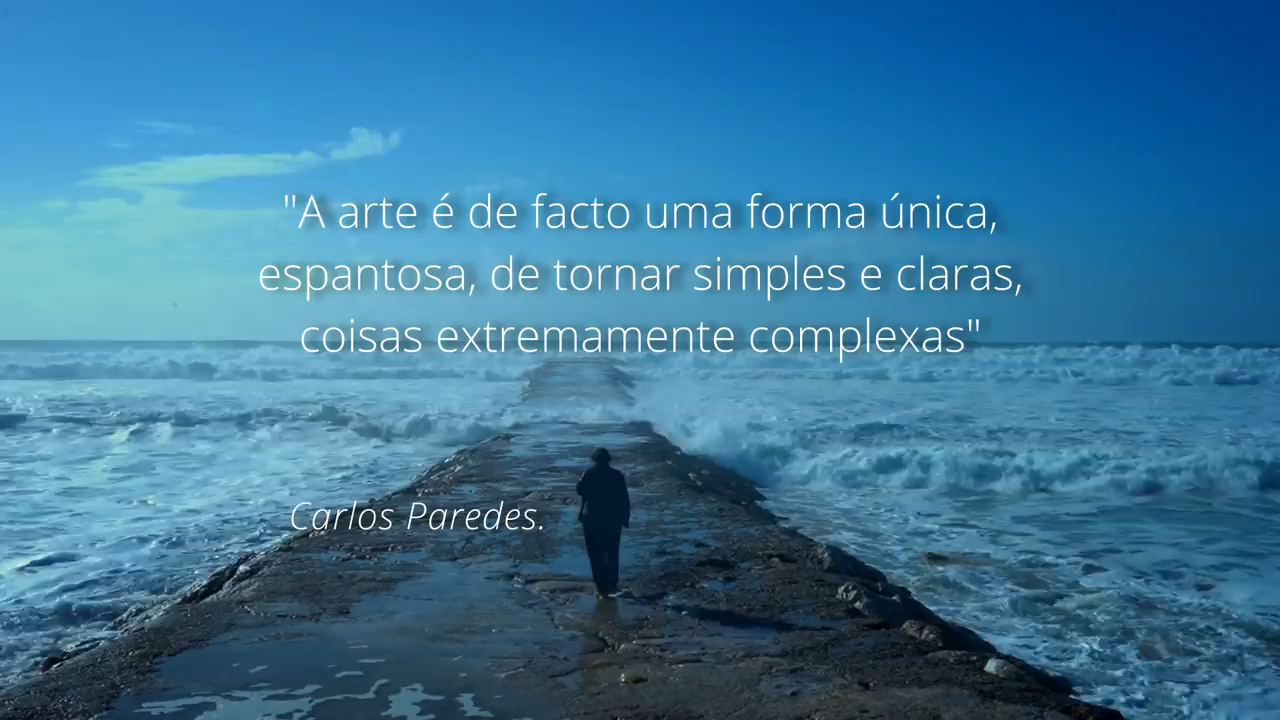 "A arte é de facto uma forma única,
espantosa, de tornar simples e claras,
coisas extremamente complexas"
Carlos Paredes.